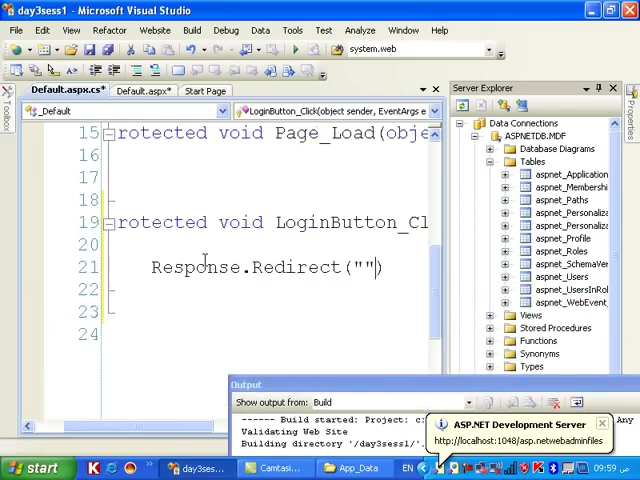 day3sess1 - Microsoft Visual Studio
File Edit View Refactor Website Build Debug Tools Test Analyze Window Community Help
system.web
Default.aspx.cs* Default.aspx* Start Page
_Default LoginButton_Click(object sender, EventArgs e
15 rotected void Page_Load(obje
16
17
18
19 rotected void LoginButton_Cl
20
21 Response.Redirect("")
22
23
24
Toolbox
Server Explorer
Data Connections
ASPNETDB.MDF
Database Diagrams
Tables
aspnet_Application
aspnet_Membershi
aspnet_Paths
aspnet_Personaliza
aspnet_Personaliza
aspnet_Profile
aspnet_Roles
aspnet_SchemaVer
aspnet_Users
aspnet_UsersInRol
aspnet_WebEvent_
Views
Stored Procedures
Functions
Synonyms
Types
Properties
Output
Show output from: Build
------ Build started: Project: c:
Any
Validating Web Site
Building directory '/day3sess1/'.
ASP.NET Development Server
http://localhost:1048/asp.netwebadminfiles
start day3ses... Camtasi... App_Data EN 09:59